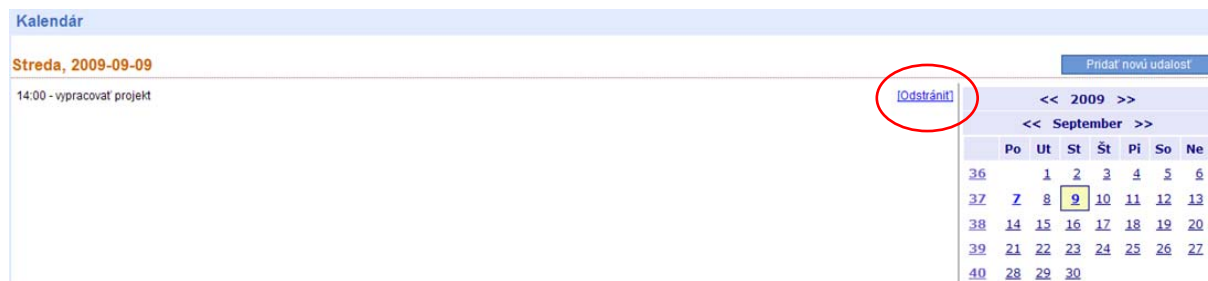 Kalendár
Streda, 2009-09-09
Pridať novú udalosť
14:00 - vypracovať projekt
[Odstrániť]
<< 2009 >>
<< September >>
Po Ut St Št Pi So Ne
36 1 2 3 4 5 6
37 7 8 9 10 11 12 13
38 14 15 16 17 18 19 20
39 21 22 23 24 25 26 27
40 28 29 30